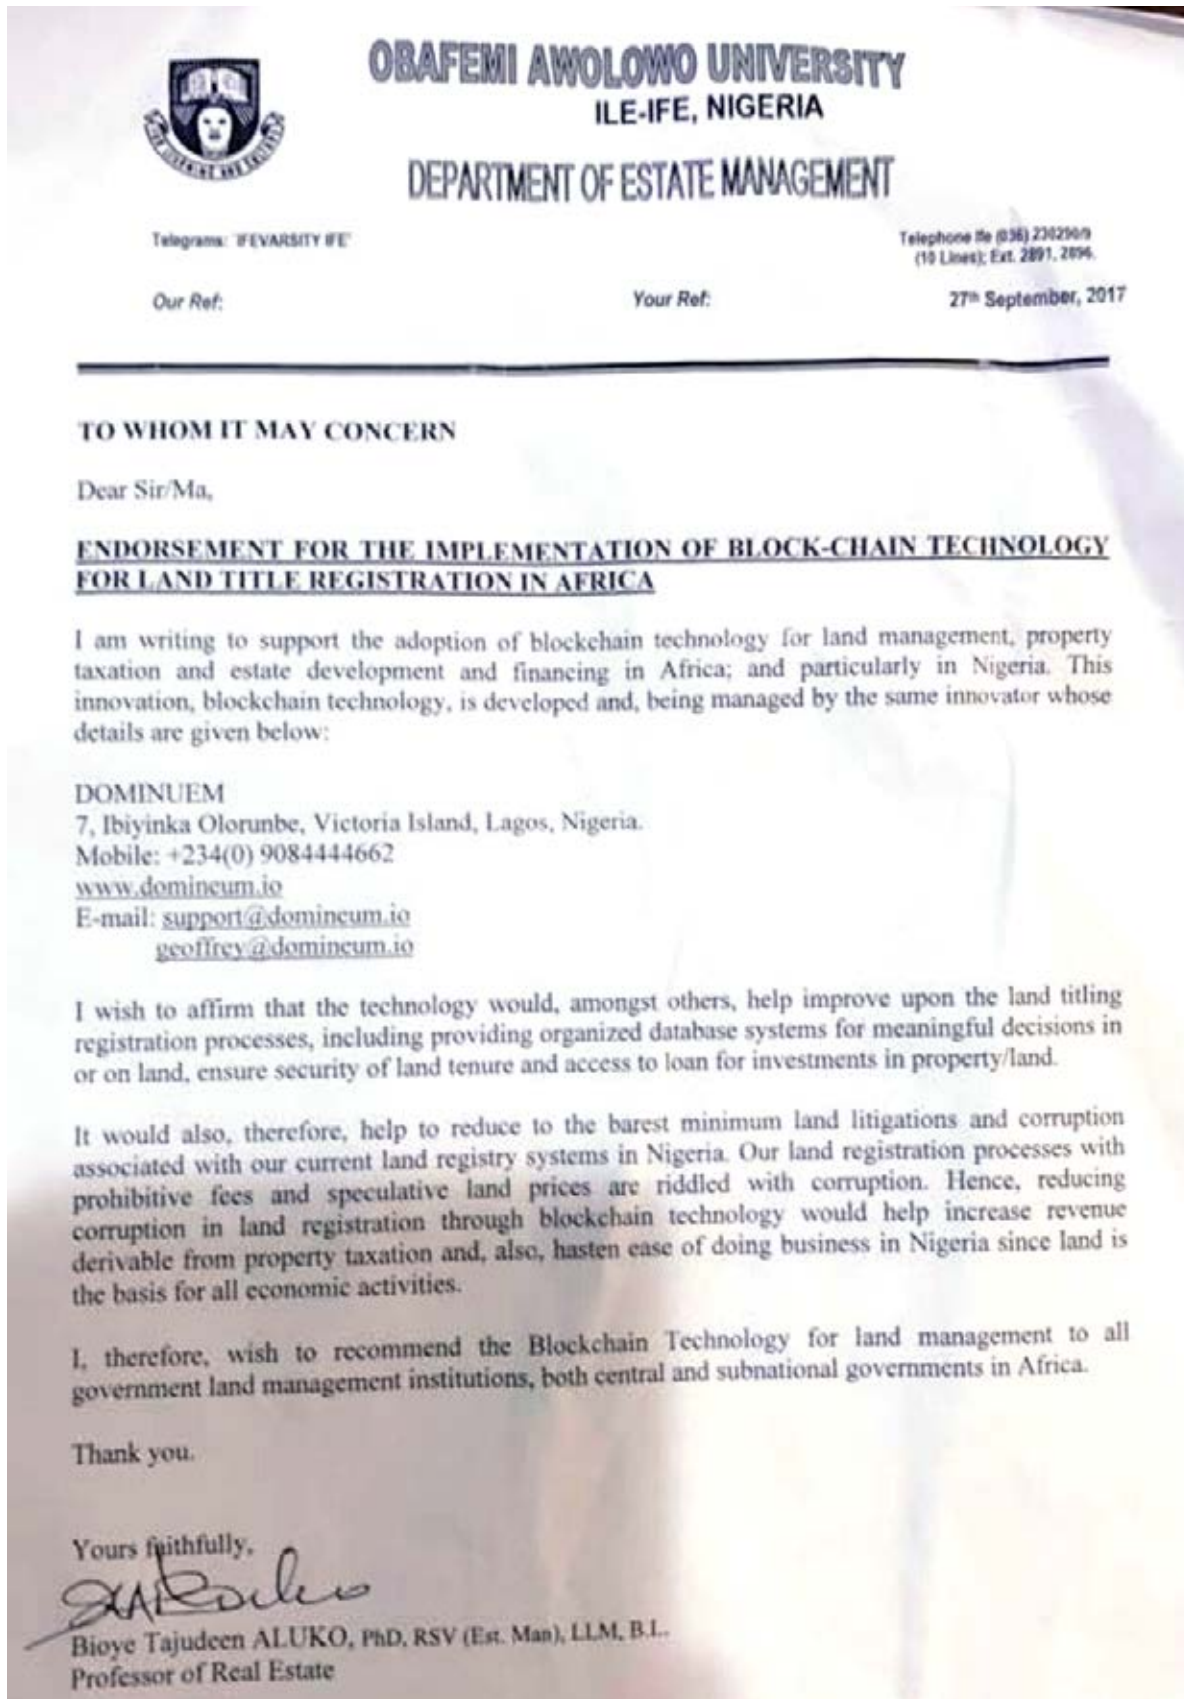 OBAFEMI AWOLOWO UNIVERSITY
ILE-IFE, NIGERIA
DEPARTMENT OF ESTATE MANAGEMENT
Telegrams: 'IFEVARSITY IFE'
Telephone Ife (036) 230290/9
(10 Lines); Ext. 2891, 2896.
Our Ref:
Your Ref:
27th September, 2017
TO WHOM IT MAY CONCERN
Dear Sir/Ma,
ENDORSEMENT FOR THE IMPLEMENTATION OF BLOCK-CHAIN TECHNOLOGY
FOR LAND TITLE REGISTRATION IN AFRICA
I am writing to support the adoption of blockchain technology for land management, property
taxation and estate development and financing in Africa; and particularly in Nigeria. This
innovation, blockchain technology, is developed and, being managed by the same innovator whose
details are given below:
DOMINUEM
7, Ibiyinka Olorunbe, Victoria Island, Lagos, Nigeria.
Mobile: +234(0) 9084444662
www.domineum.io
E-mail: support@domineum.io
geoffrey@domineum.io
I wish to affirm that the technology would, amongst others, help improve upon the land titling
registration processes, including providing organized database systems for meaningful decisions in
or on land, ensure security of land tenure and access to loan for investments in property/land.
It would also, therefore, help to reduce to the barest minimum land litigations and corruption
associated with our current land registry systems in Nigeria. Our land registration processes with
prohibitive fees and speculative land prices are riddled with corruption. Hence, reducing
corruption in land registration through blockchain technology would help increase revenue
derivable from property taxation and, also, hasten ease of doing business in Nigeria since land is
the basis for all economic activities.
I, therefore, wish to recommend the Blockchain Technology for land management to all
government land management institutions, both central and subnational governments in Africa.
Thank you.
Yours faithfully,
Bioye Tajudeen ALUKO, PhD, RSV (Est. Man), LLM, B.L.
Professor of Real Estate